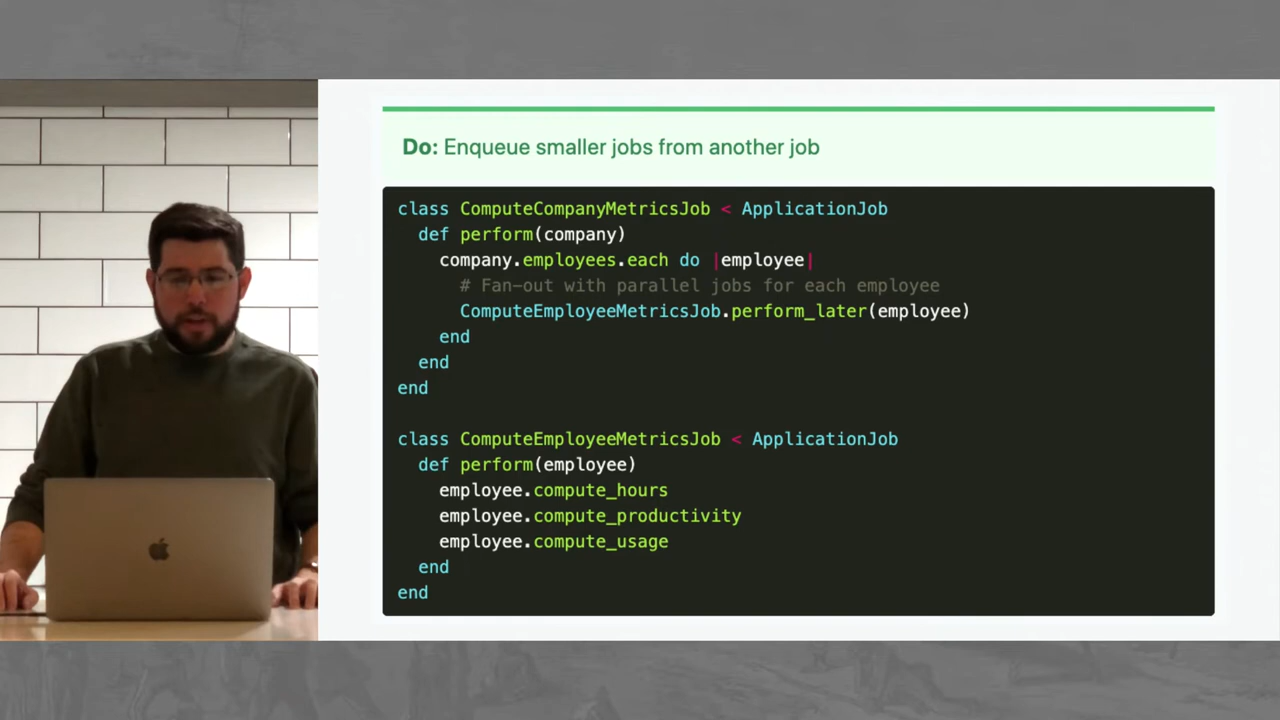 Do: Enqueue smaller jobs from another job
class ComputeCompanyMetricsJob < ApplicationJob
  def perform(company)
    company.employees.each do |employee|
      # Fan-out with parallel jobs for each employee
      ComputeEmployeeMetricsJob.perform_later(employee)
    end
  end
end

class ComputeEmployeeMetricsJob < ApplicationJob
  def perform(employee)
    employee.compute_hours
    employee.compute_productivity
    employee.compute_usage
  end
end